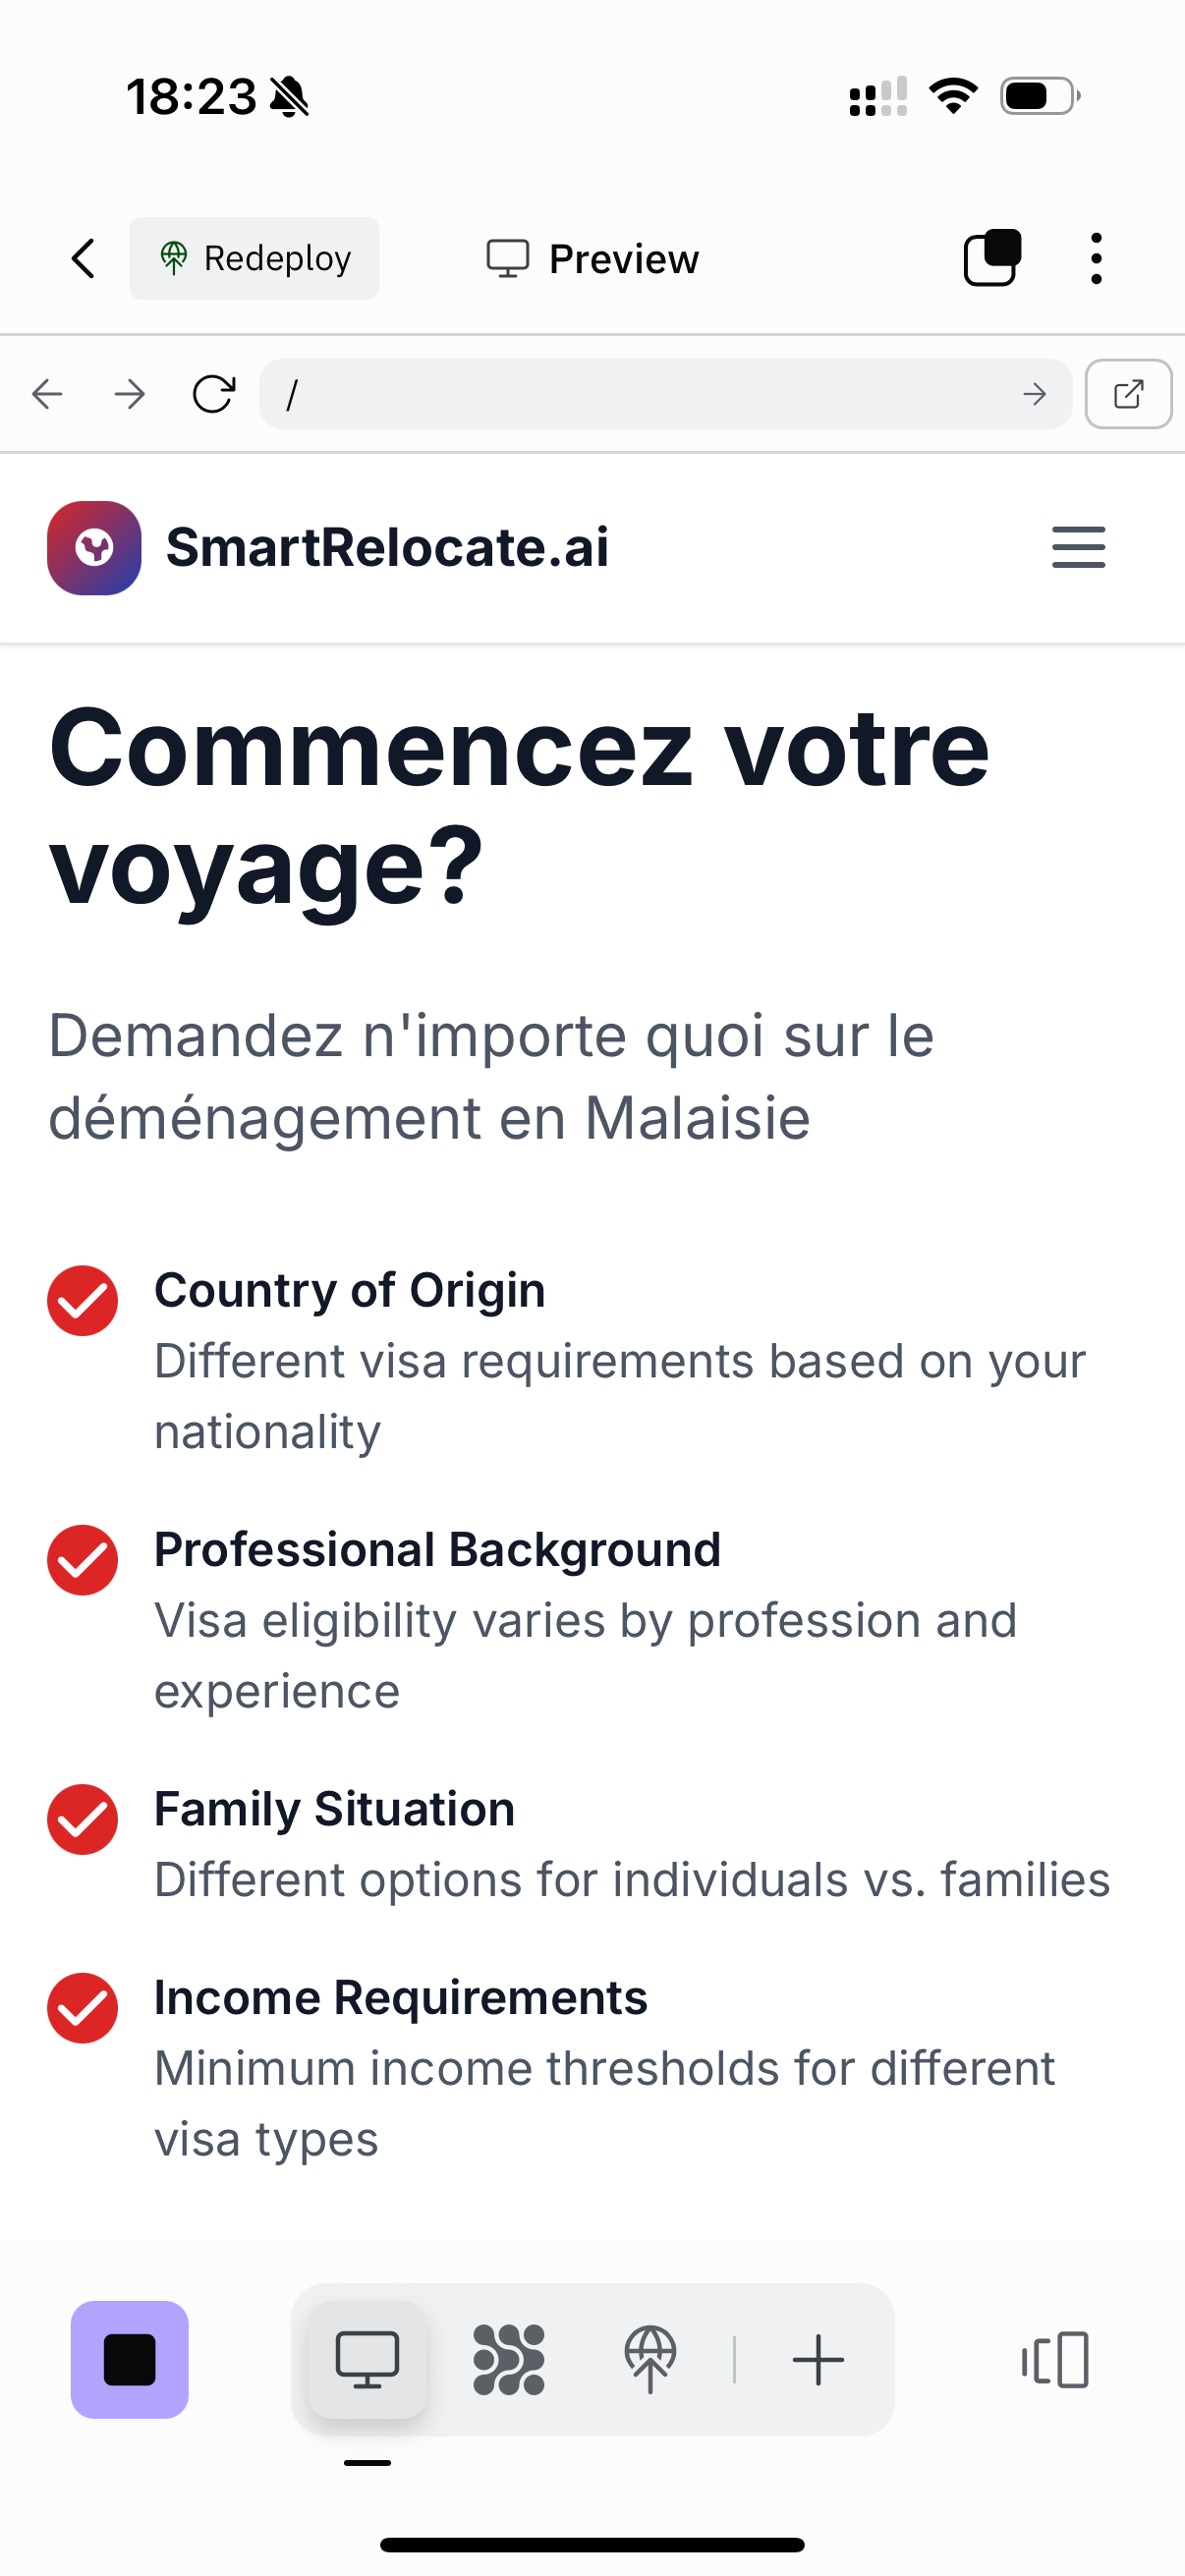 18:23
Redeploy
Preview
/
SmartRelocate.ai
Commencez votre
voyage?
Demandez n'importe quoi sur le
déménagement en Malaisie
Country of Origin
Different visa requirements based on your
nationality
Professional Background
Visa eligibility varies by profession and
experience
Family Situation
Different options for individuals vs. families
Income Requirements
Minimum income thresholds for different
visa types